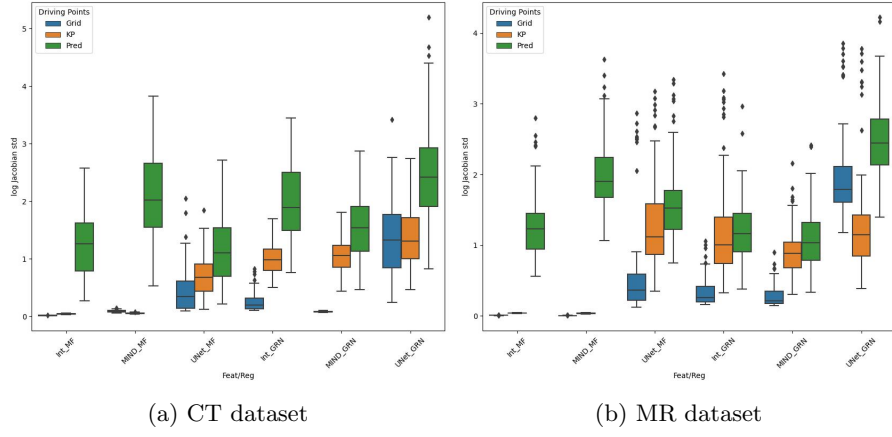 Driving Points
Grid
KP
Pred
5
4
3
2
1
0
log jacobian std
Int_MF
MIND_MF
UNet_MF
Int_GRN
MIND_GRN
UNet_GRN
Feat/Reg
(a) CT dataset
Driving Points
Grid
KP
Pred
4
3
2
1
0
log jacobian std
Int_MF
MIND_MF
UNet_MF
Int_GRN
MIND_GRN
UNet_GRN
Feat/Reg
(b) MR dataset